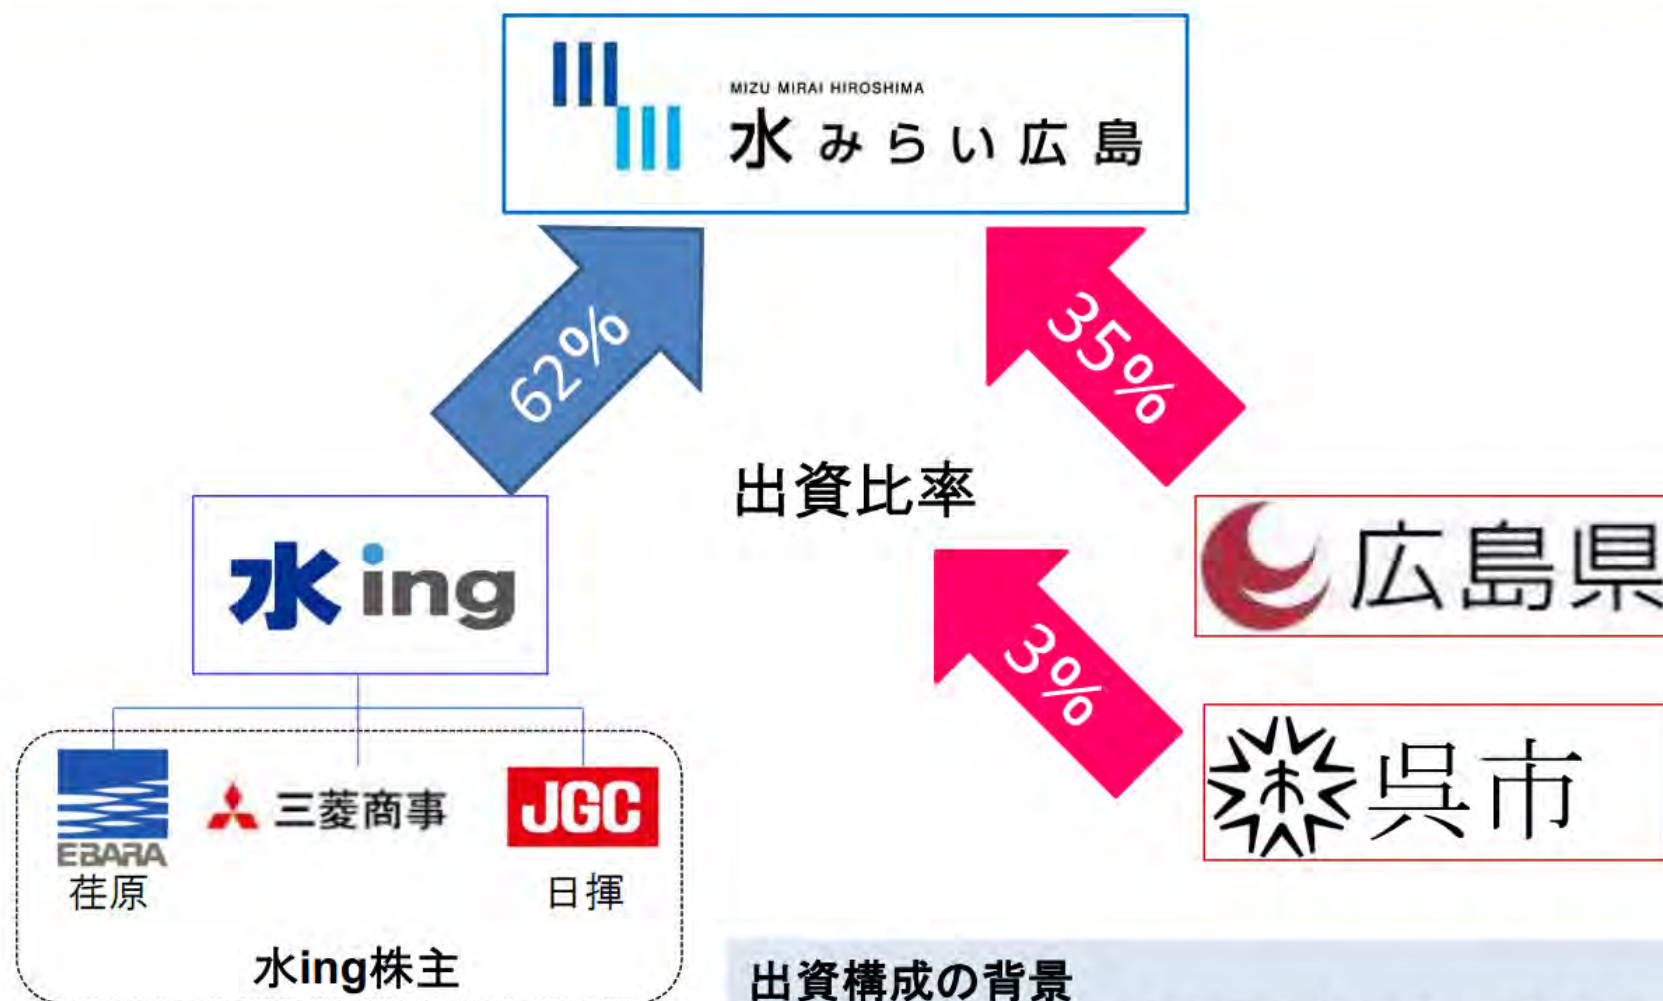 MIZU MIRAI HIROSHIMA
水みらい広島
62%
35%
出資比率
水ing
広島県
3%
呉市
EBARA
荏原
三菱商事
JGC
日揮
水ing株主
出資構成の背景